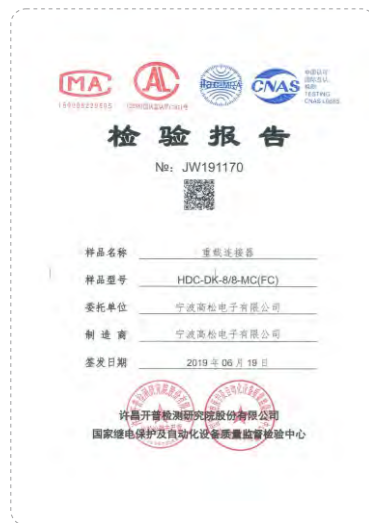 MA
AL
ilac-MRA
CNAS
TESTING
检验报告
№：JW191170
样品名称 重载连接器
样品型号 HDC-DK-8/8-MC(FC)
委托单位 宁波高松电子有限公司
制造商 宁波高松电子有限公司
签发日期 2019年06月19日
许昌开普检测研究院股份有限公司
国家继电保护及自动化设备质量监督检验中心